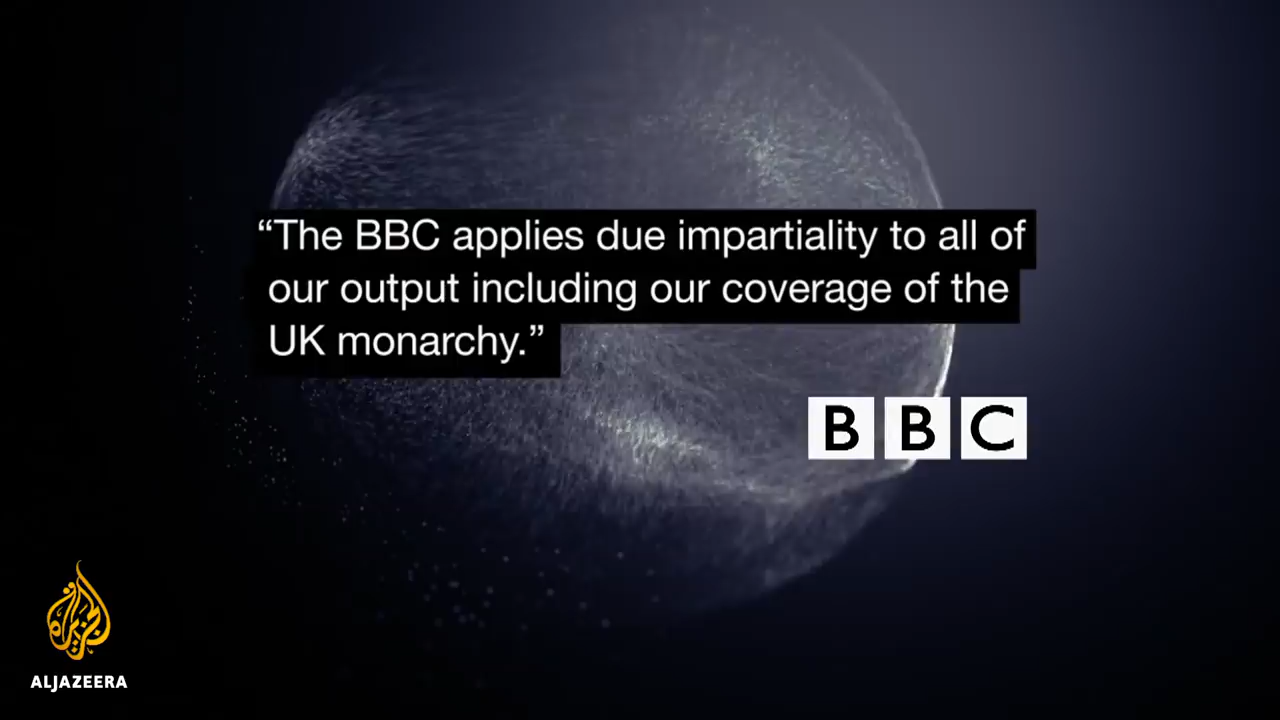 “The BBC applies due impartiality to all of
our output including our coverage of the
UK monarchy.”
BBC
الجزيرة
ALJAZEERA